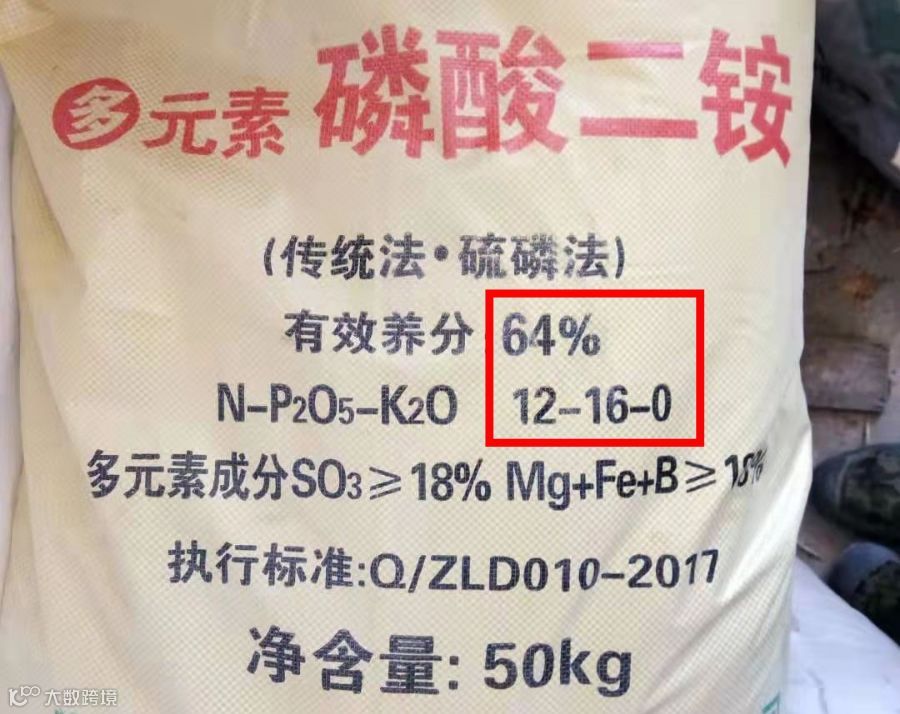 多元素 磷酸二铵
(传统法·硫磷法)
有效养分 64%
N-P2O5-K2O 12-16-0
多元素成分SO3≥18% Mg+Fe+B≥18%
执行标准:Q/ZLD010-2017
净含量: 50kg
大数跨境